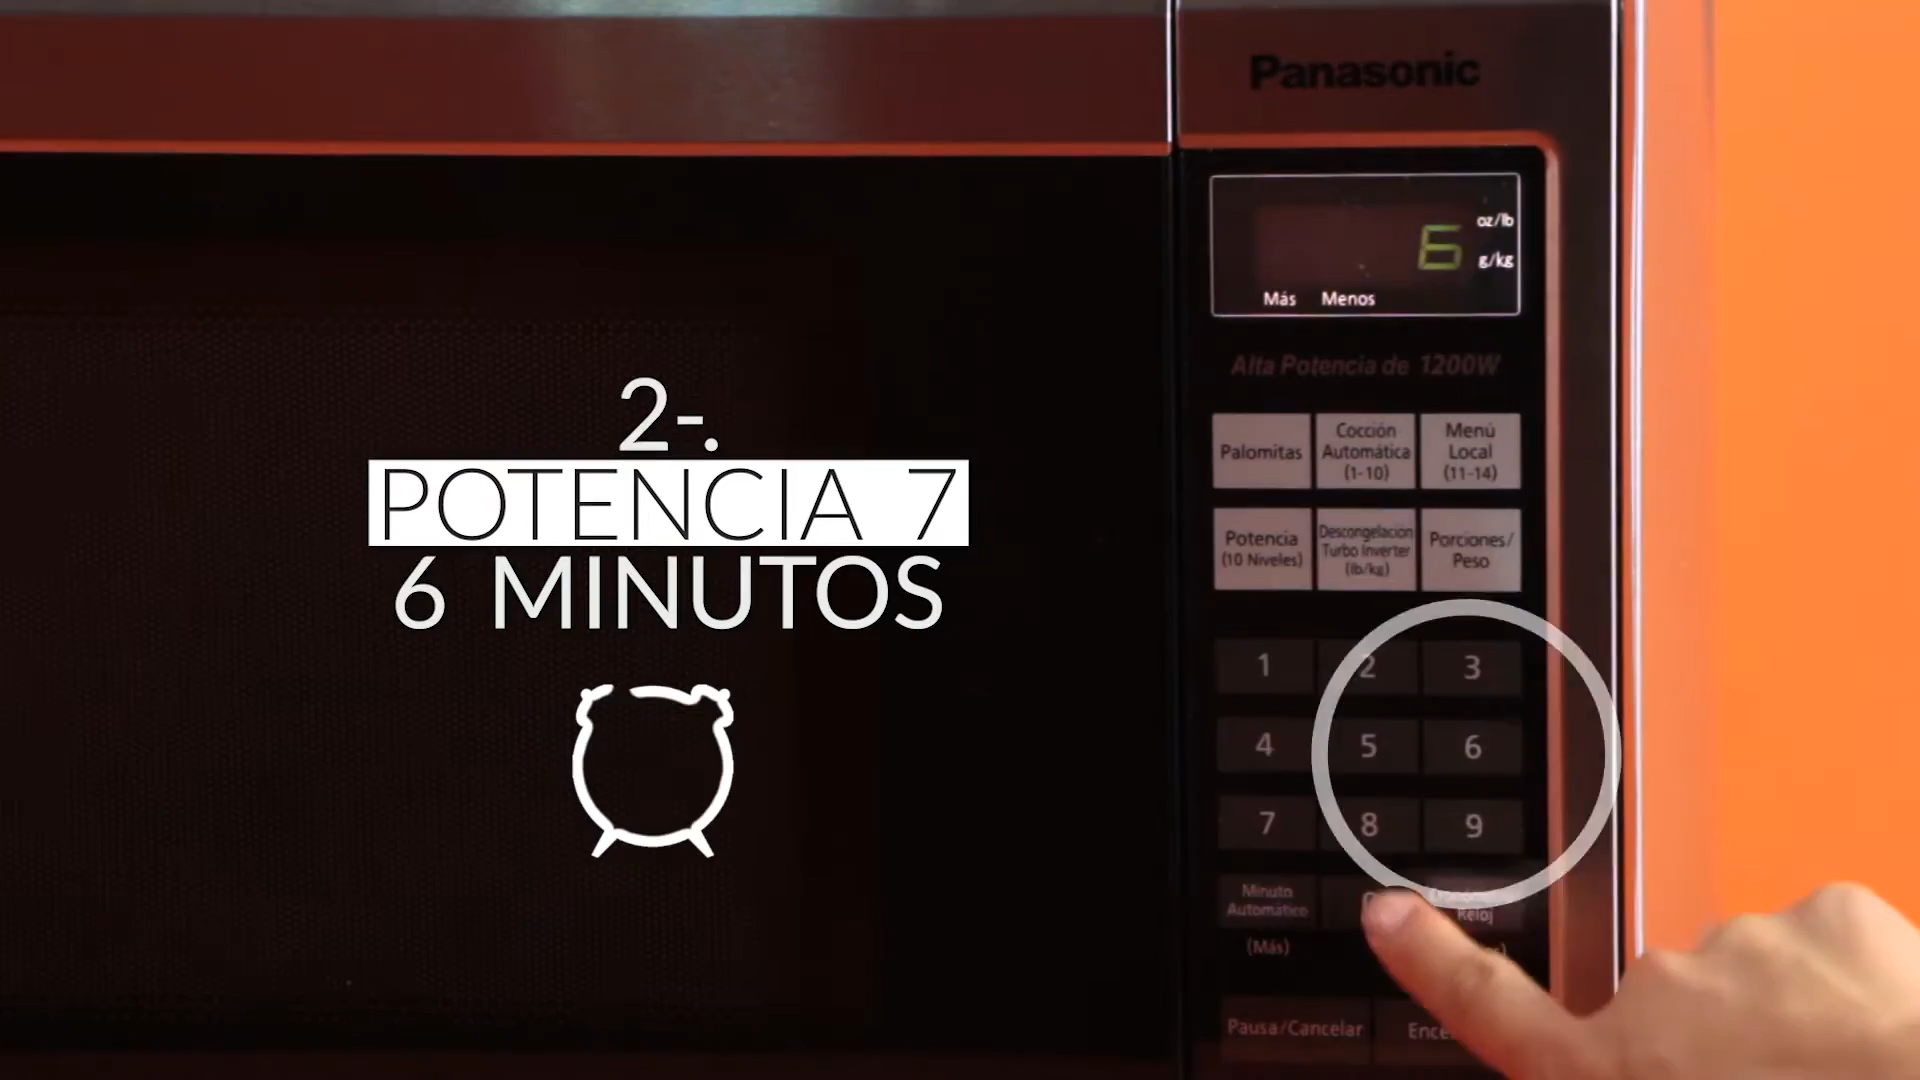 Panasonic
6
oz/lb
g/kg
Más Menos
Alta Potencia de 1200W
Palomitas
Cocción
Automática
(1-10)
Menú
Local
(11-14)
Potencia
(10 Niveles)
Descongelación
Turbo Inverter
(lb/kg)
Porciones/
Peso
2-.
POTENCIA 7
6 MINUTOS
1 2 3
4 5 6
7 8 9
Minuto
Automático
(Más)
Reloj
Pausa/Cancelar